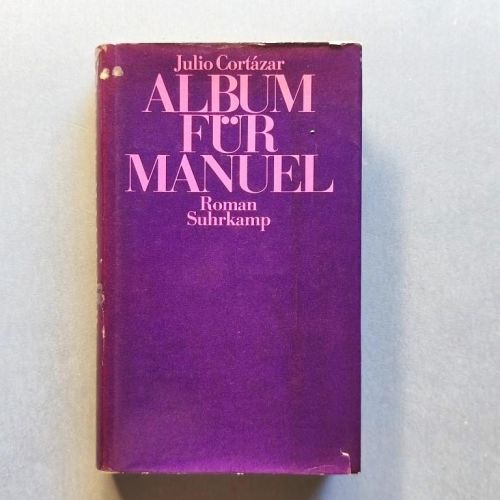 Julio Cortázar
ALBUM
FÜR
MANUEL
Roman
Suhrkamp